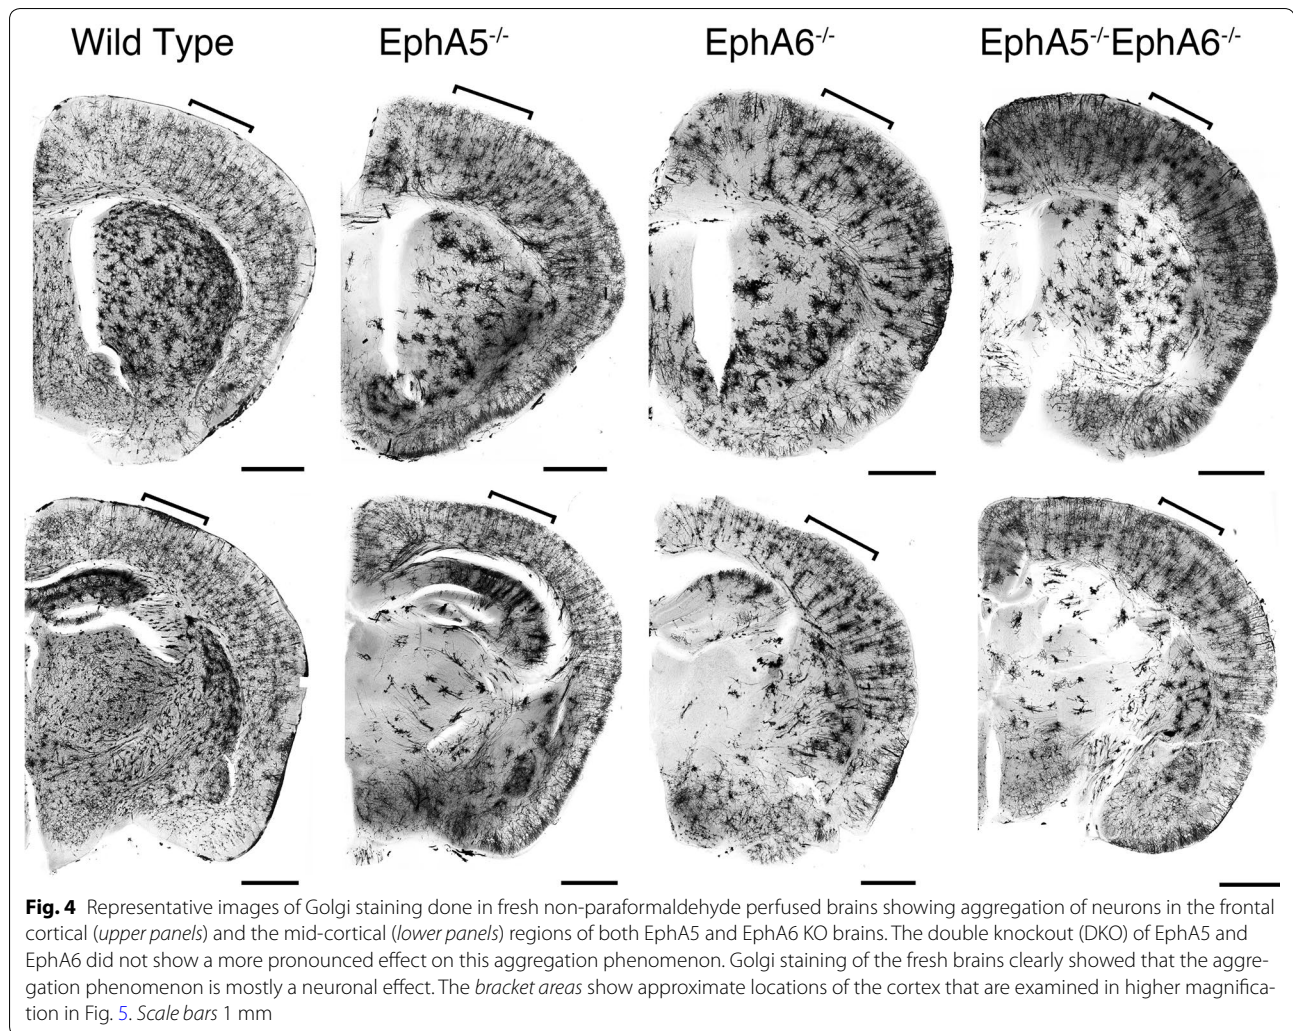 Wild Type EphA5-/- EphA6-/- EphA5-/-EphA6-/-
Fig. 4 Representative images of Golgi staining done in fresh non-paraformaldehyde perfused brains showing aggregation of neurons in the frontal
cortical (upper panels) and the mid-cortical (lower panels) regions of both EphA5 and EphA6 KO brains. The double knockout (DKO) of EphA5 and
EphA6 did not show a more pronounced effect on this aggregation phenomenon. Golgi staining of the fresh brains clearly showed that the aggre-
gation phenomenon is mostly a neuronal effect. The bracket areas show approximate locations of the cortex that are examined in higher magnifica-
tion in Fig. 5. Scale bars 1 mm